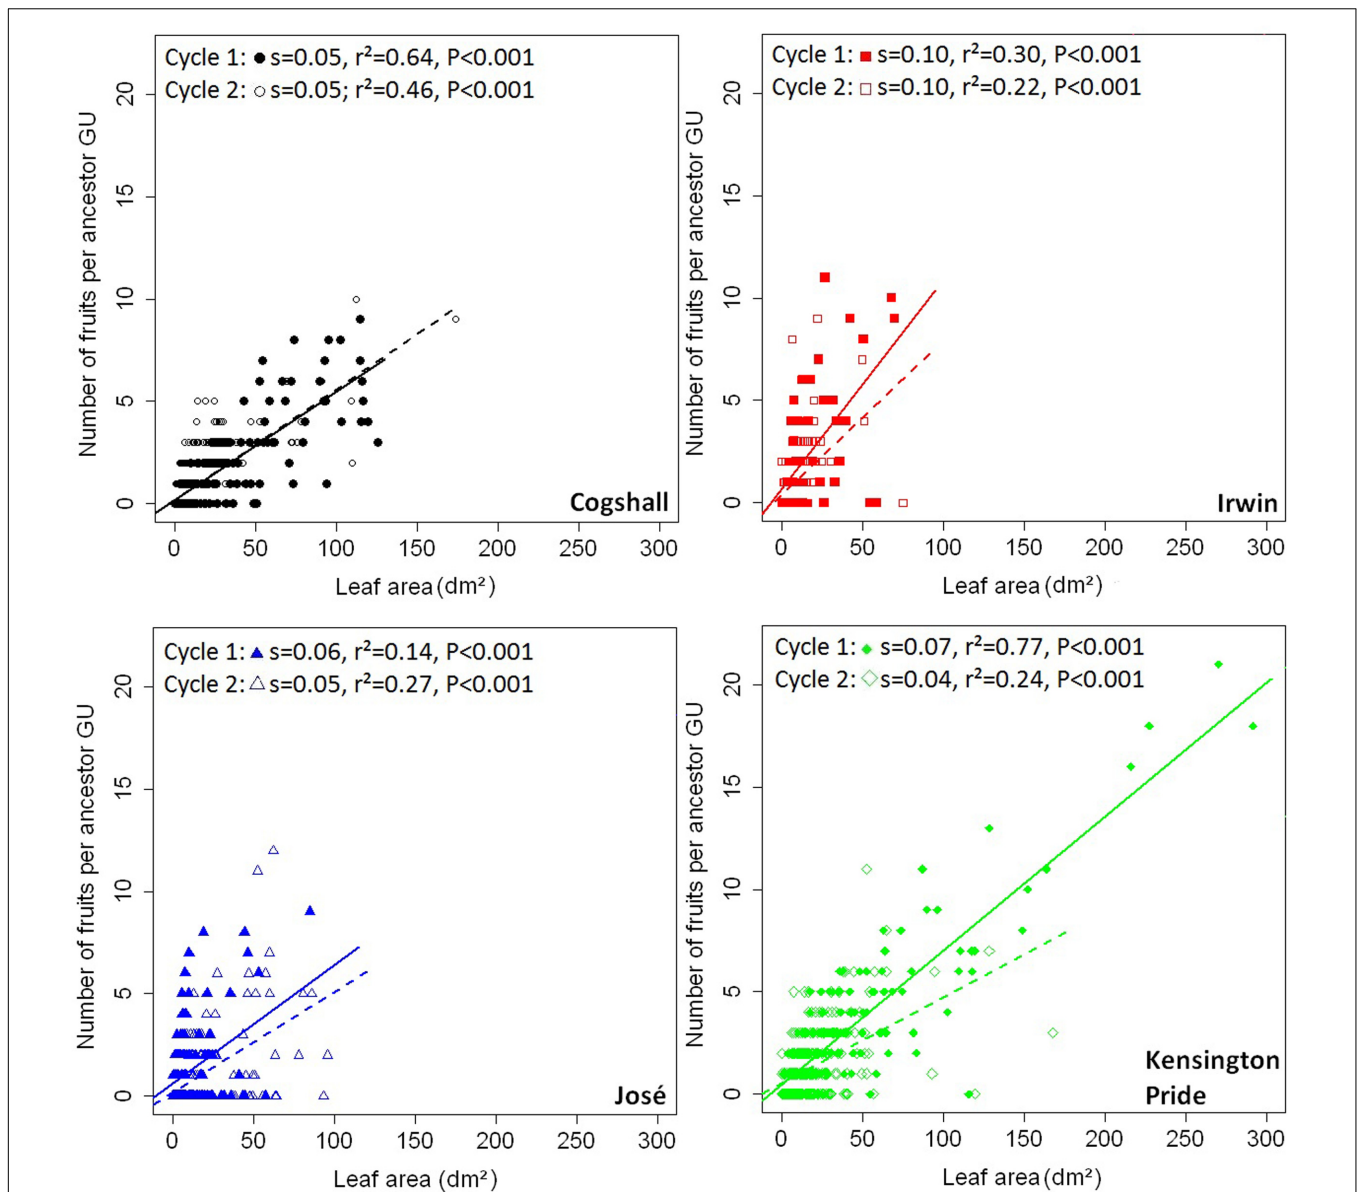 Cycle 1: ● s=0.05, r²=0.64, P<0.001
Cycle 2: ○ s=0.05; r²=0.46, P<0.001
Number of fruits per ancestor GU
20
15
10
5
0
Cogshall
0 50 100 150 200 250 300
Leaf area (dm²)
Cycle 1: ■ s=0.10, r²=0.30, P<0.001
Cycle 2: □ s=0.10, r²=0.22, P<0.001
Number of fruits per ancestor GU
20
15
10
5
0
Irwin
0 50 100 150 200 250 300
Leaf area (dm²)
Cycle 1: ▲ s=0.06, r²=0.14, P<0.001
Cycle 2: △ s=0.05, r²=0.27, P<0.001
Number of fruits per ancestor GU
20
15
10
5
0
José
0 50 100 150 200 250 300
Leaf area (dm²)
Cycle 1: ◆ s=0.07, r²=0.77, P<0.001
Cycle 2: ◇ s=0.04, r²=0.24, P<0.001
Number of fruits per ancestor GU
20
15
10
5
0
Kensington
Pride
0 50 100 150 200 250 300
Leaf area (dm²)